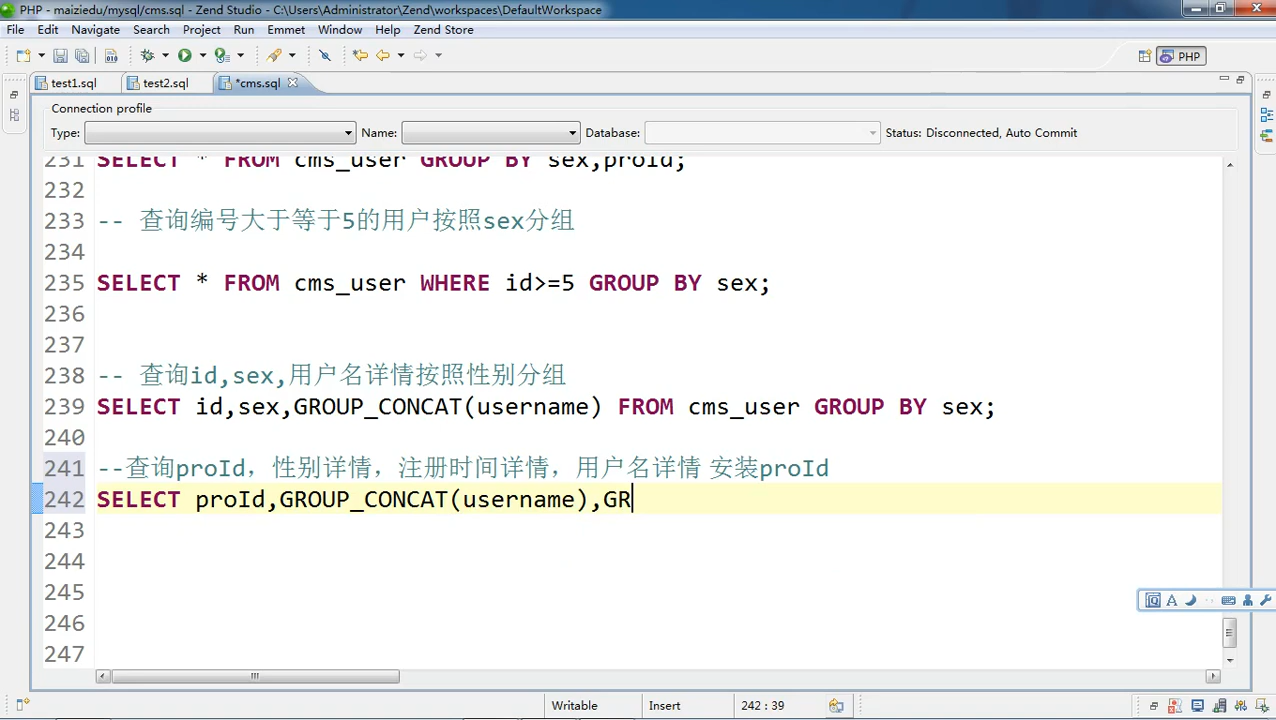 PHP - maiziedu/mysql/cms.sql - Zend Studio - C:\Users\Administrator\Zend\workspaces\DefaultWorkspace
File Edit Navigate Search Project Run Emmet Window Help Zend Store
PHP
test1.sql test2.sql *cms.sql
Connection profile
Type: Name: Database: Status: Disconnected, Auto Commit
231 SELECT * FROM cms_user GROUP BY sex,proId;
232
233 -- 查询编号大于等于5的用户按照sex分组
234
235 SELECT * FROM cms_user WHERE id>=5 GROUP BY sex;
236
237
238 -- 查询id,sex,用户名详情按照性别分组
239 SELECT id,sex,GROUP_CONCAT(username) FROM cms_user GROUP BY sex;
240
241 --查询proId，性别详情，注册时间详情，用户名详情 安装proId
242 SELECT proId,GROUP_CONCAT(username),GR
243
244
245
246
247
Writable Insert 242 : 39